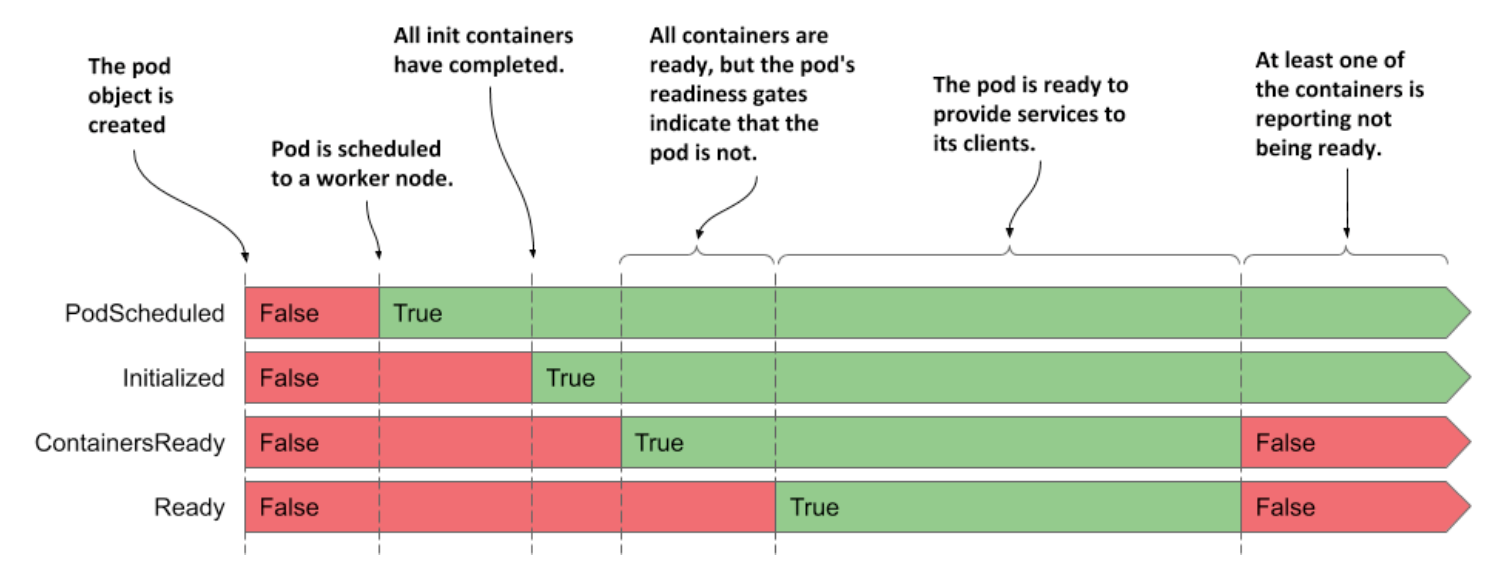 The pod
object is
created
Pod is scheduled
to a worker node.
All init containers
have completed.
All containers are
ready, but the pod's
readiness gates
indicate that the
pod is not.
The pod is ready to
provide services to
its clients.
At least one of
the containers is
reporting not
being ready.
PodScheduled False True
Initialized False True
ContainersReady False True False
Ready False True False